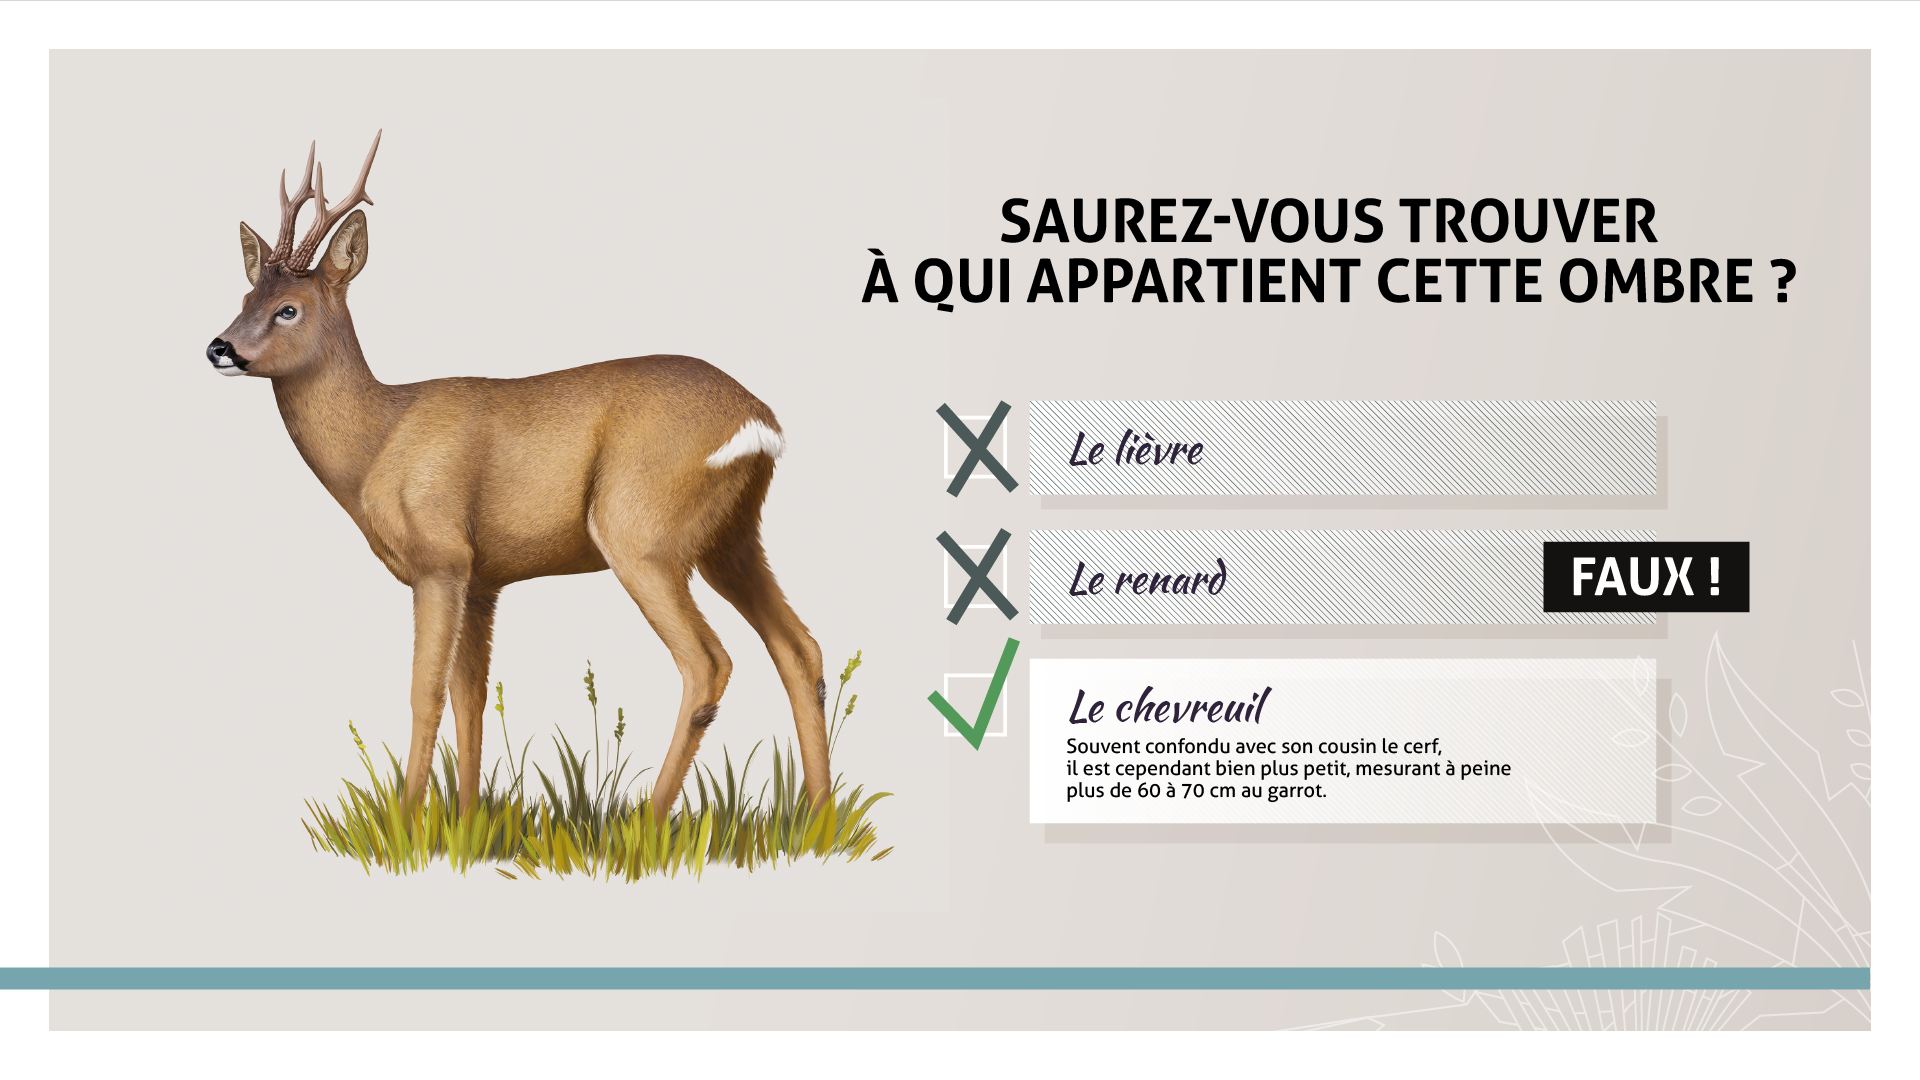 SAUREZ-VOUS TROUVER
À QUI APPARTIENT CETTE OMBRE ?
Le lièvre
Le renard
FAUX !
Le chevreuil
Souvent confondu avec son cousin le cerf,
il est cependant bien plus petit, mesurant à peine
plus de 60 à 70 cm au garrot.